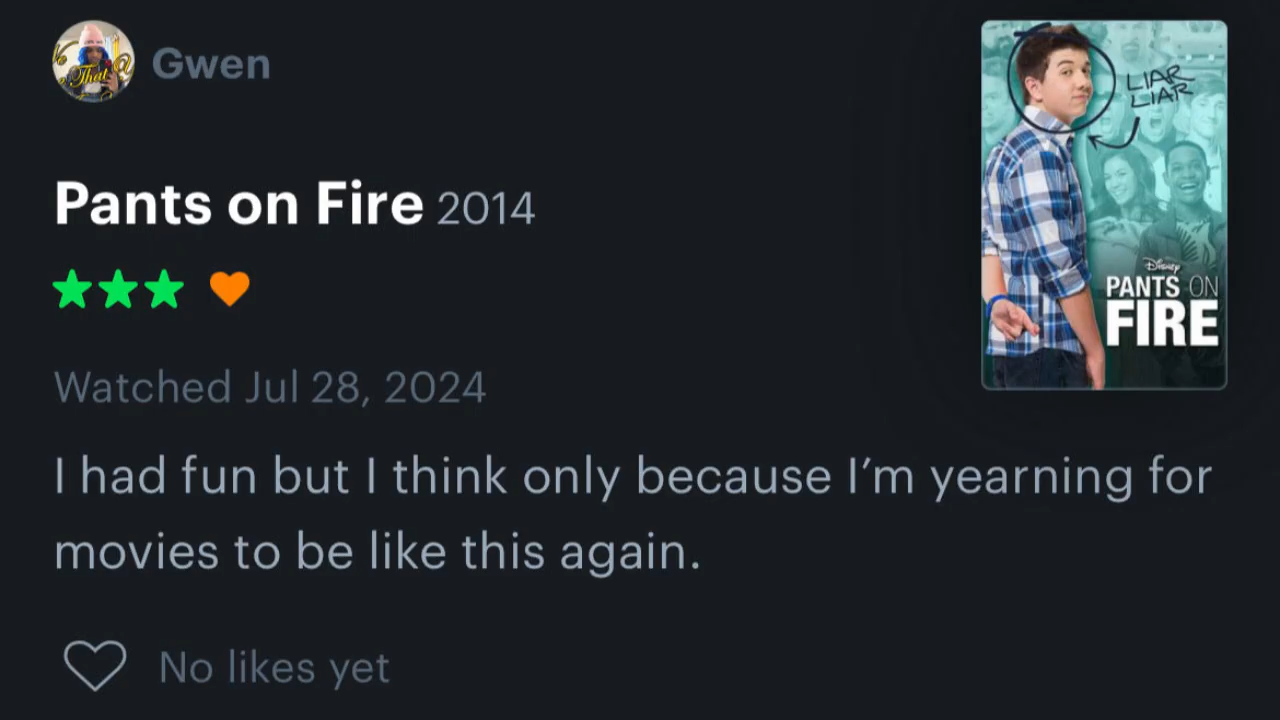 That
Gwen
LIAR
LIAR
Pants on Fire 2014
Disney
PANTS ON
FIRE
Watched Jul 28, 2024
I had fun but I think only because I’m yearning for
movies to be like this again.
No likes yet